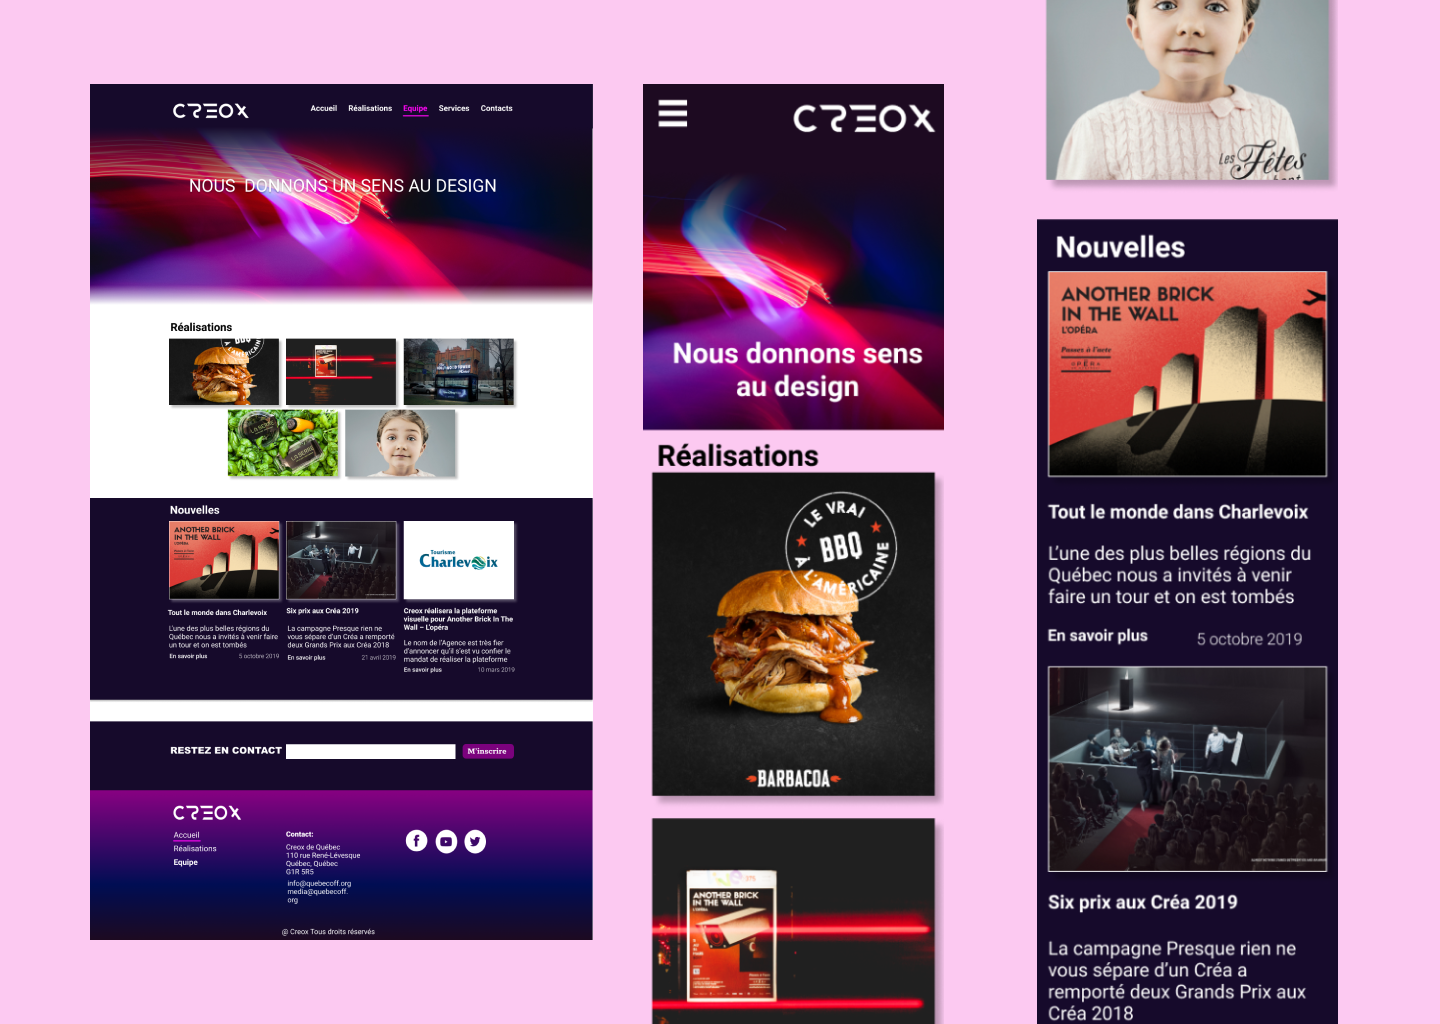 CREOX
Accueil Réalisations Equipe Services Contacts
NOUS DONNONS UN SENS AU DESIGN
Réalisations
BBQ
À L'AMÉRICAINE
Nouvelles
ANOTHER BRICK
IN THE WALL
L'OPÉRA
Tourisme
Charlevoix
Tout le monde dans Charlevoix
L'une des plus belles régions du
Québec nous a invités à venir faire
un tour et on est tombés
En savoir plus 5 octobre 2019
Six prix aux Créa 2019
La campagne Presque rien ne
vous sépare d'un Créa a remporté
deux Grands Prix aux Créa 2018
En savoir plus 21 avril 2019
Creox réalisera la plateforme
visuelle pour Another Brick In The
Wall – L'opéra
Le nom de l'Agence est très fier
d'annoncer qu'il s'est vu confier le
mandat de réaliser la plateforme
En savoir plus 10 mars 2019
RESTEZ EN CONTACT M'inscrire
CREOX
Accueil
Réalisations
Equipe
Contact:
Creox de Québec
110 rue René-Lévesque
Québec, Québec
G1R 5R5
info@quebecoff.org
media@quebecoff.
org
@ Creox Tous droits réservés
CREOX
Nous donnons sens
au design
Réalisations
LE VRAI
BBQ
À L'AMÉRICAINE
BARBACOA
ANOTHER BRICK
IN THE WALL
L'OPÉRA
Les Fêtes
Nouvelles
ANOTHER BRICK
IN THE WALL
L'OPÉRA
Passez à l'acte
OPÉRA
Tout le monde dans Charlevoix
L'une des plus belles régions du
Québec nous a invités à venir
faire un tour et on est tombés
En savoir plus 5 octobre 2019
Six prix aux Créa 2019
La campagne Presque rien ne
vous sépare d'un Créa a
remporté deux Grands Prix aux
Créa 2018